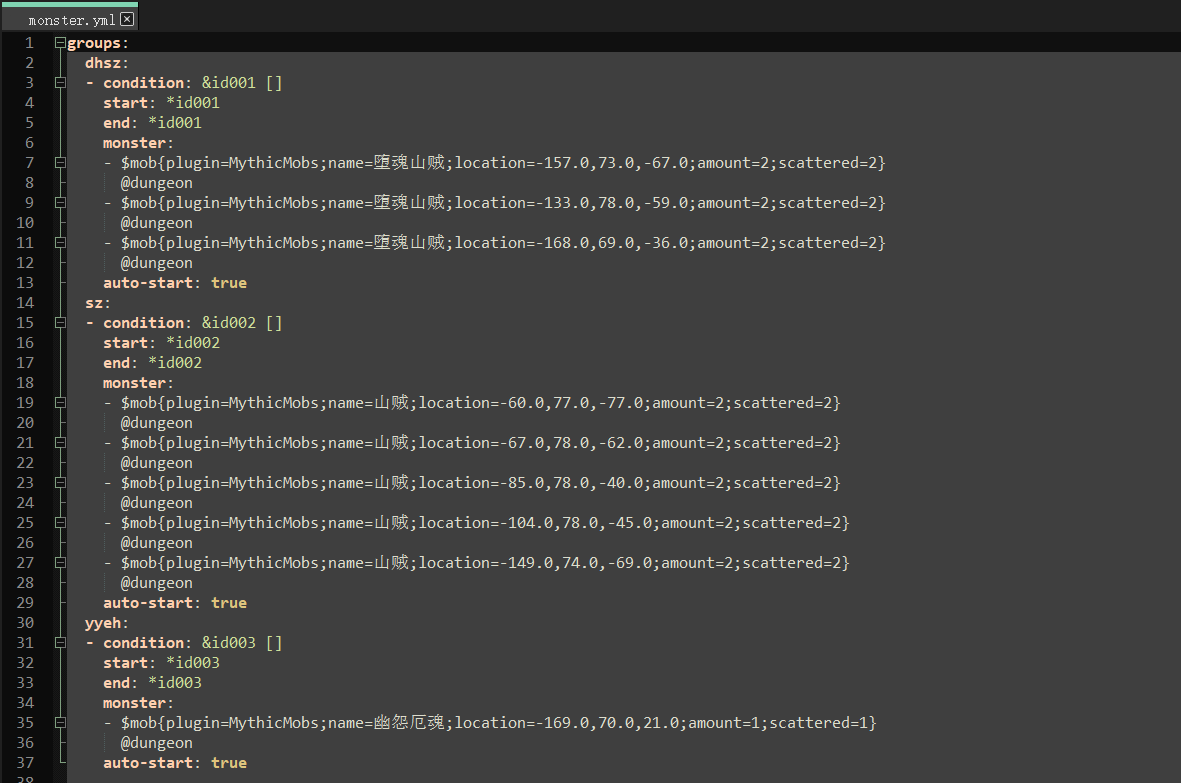 monster.yml
1 groups:
2 dhsz:
3 - condition: &id001 []
4 start: *id001
5 end: *id001
6 monster:
7 - $mob{plugin=MythicMobs;name=堕魂山贼;location=-157.0,73.0,-67.0;amount=2;scattered=2}
8 @dungeon
9 - $mob{plugin=MythicMobs;name=堕魂山贼;location=-133.0,78.0,-59.0;amount=2;scattered=2}
10 @dungeon
11 - $mob{plugin=MythicMobs;name=堕魂山贼;location=-168.0,69.0,-36.0;amount=2;scattered=2}
12 @dungeon
13 auto-start: true
14 sz:
15 - condition: &id002 []
16 start: *id002
17 end: *id002
18 monster:
19 - $mob{plugin=MythicMobs;name=山贼;location=-60.0,77.0,-77.0;amount=2;scattered=2}
20 @dungeon
21 - $mob{plugin=MythicMobs;name=山贼;location=-67.0,78.0,-62.0;amount=2;scattered=2}
22 @dungeon
23 - $mob{plugin=MythicMobs;name=山贼;location=-85.0,78.0,-40.0;amount=2;scattered=2}
24 @dungeon
25 - $mob{plugin=MythicMobs;name=山贼;location=-104.0,78.0,-45.0;amount=2;scattered=2}
26 @dungeon
27 - $mob{plugin=MythicMobs;name=山贼;location=-149.0,74.0,-69.0;amount=2;scattered=2}
28 @dungeon
29 auto-start: true
30 yyeh:
31 - condition: &id003 []
32 start: *id003
33 end: *id003
34 monster:
35 - $mob{plugin=MythicMobs;name=幽怨厄魂;location=-169.0,70.0,21.0;amount=1;scattered=1}
36 @dungeon
37 auto-start: true
38